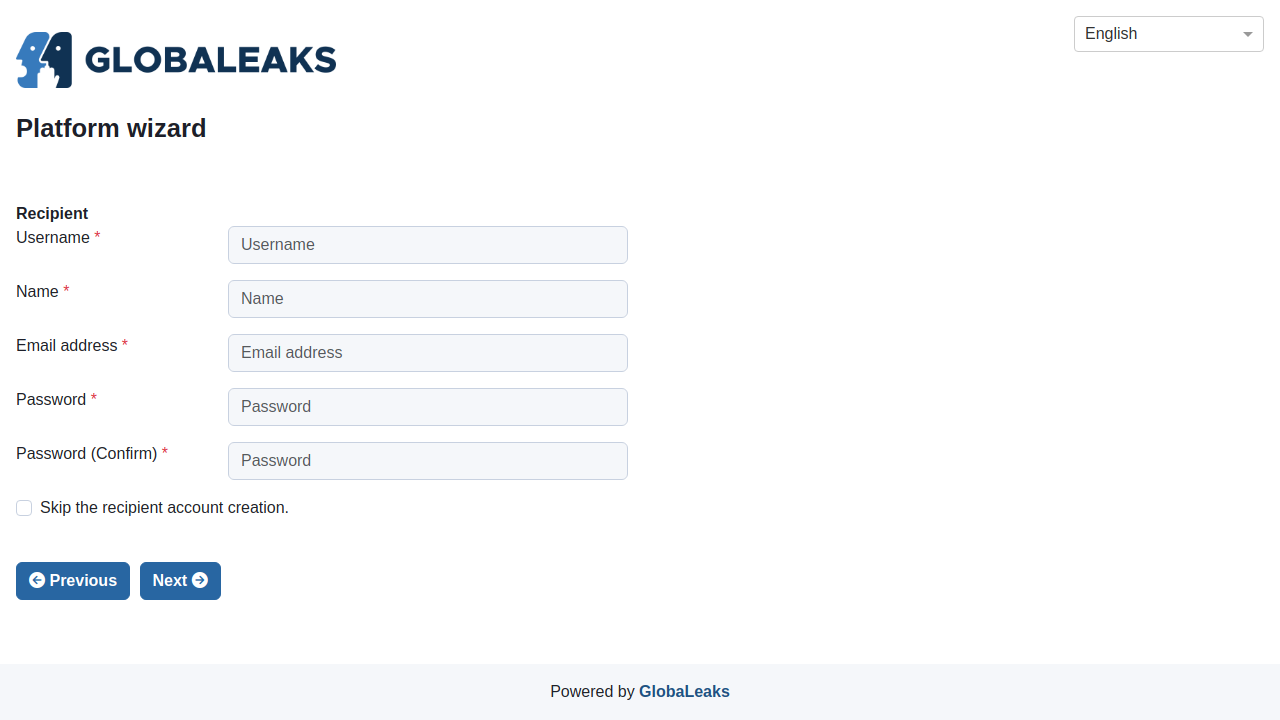 GLOBALEAKS
English
Platform wizard
Recipient
Username *
Username
Name *
Name
Email address *
Email address
Password *
Password
Password (Confirm) *
Password
Skip the recipient account creation.
Previous
Next
Powered by GlobaLeaks